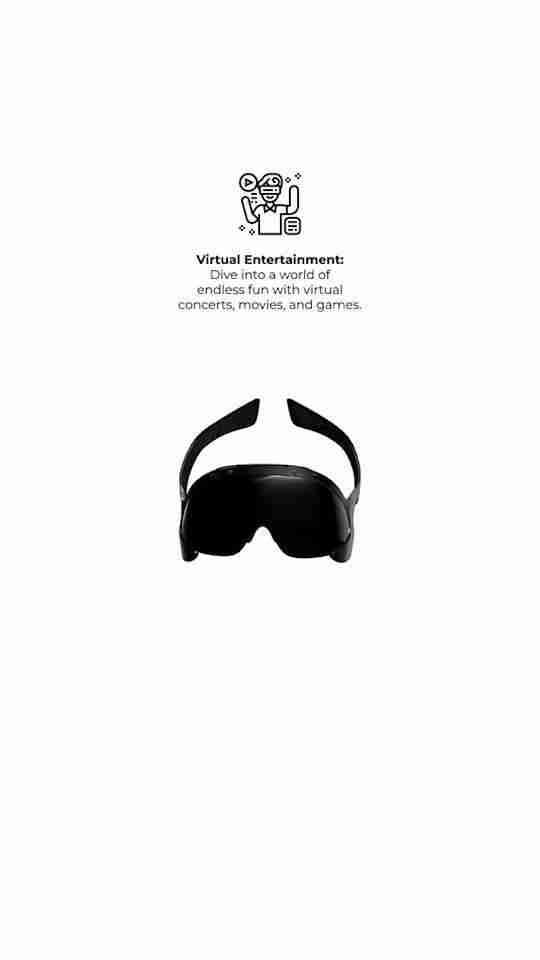 Virtual Entertainment:
Dive into a world of
endless fun with virtual
concerts, movies, and games.